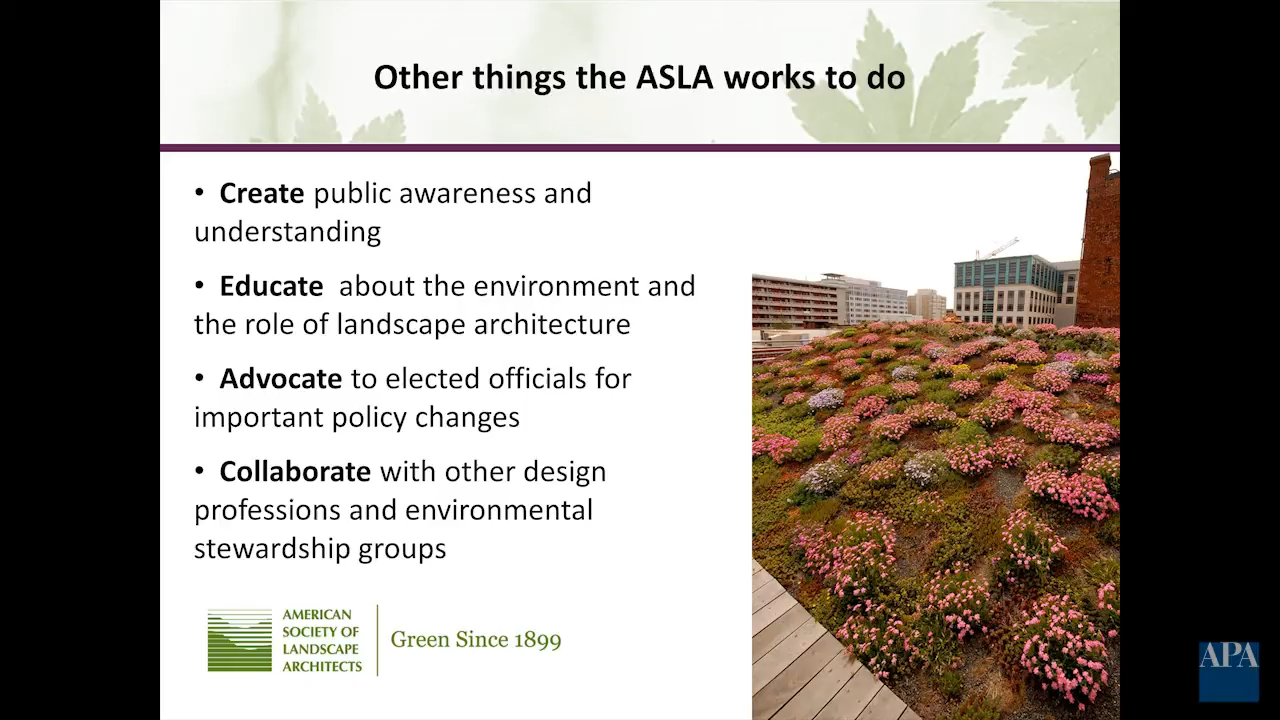 Other things the ASLA works to do
• Create public awareness and
understanding
• Educate about the environment and
the role of landscape architecture
• Advocate to elected officials for
important policy changes
• Collaborate with other design
professions and environmental
stewardship groups
AMERICAN
SOCIETY OF
LANDSCAPE
ARCHITECTS
Green Since 1899
APA